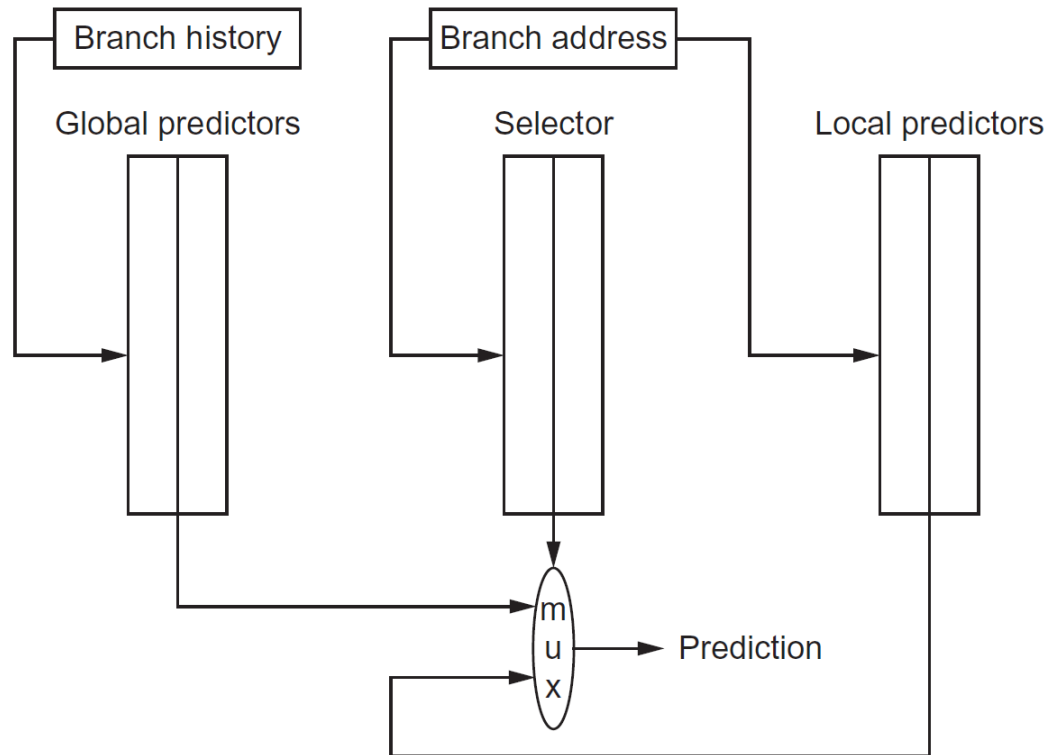 Branch history
Branch address
Global predictors
Selector
Local predictors
m
u
x
Prediction